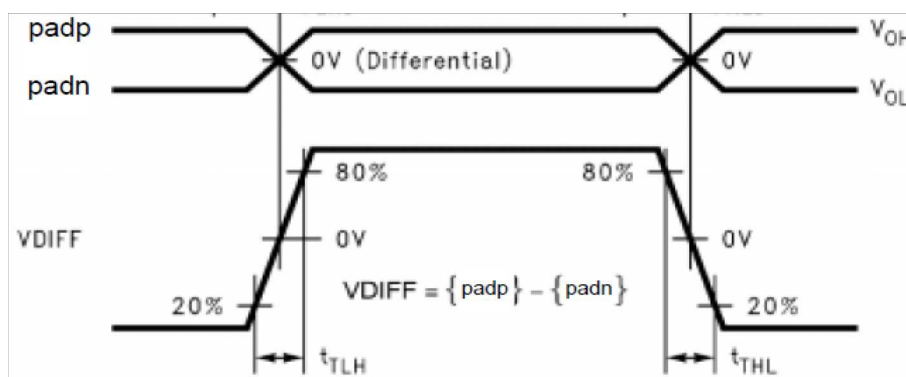 padp
V_OH
0V (Differential)
0V
padn
V_OL
80%
80%
VDIFF
0V
0V
VDIFF = {padp} - {padn}
20%
20%
t_TLH
t_THL